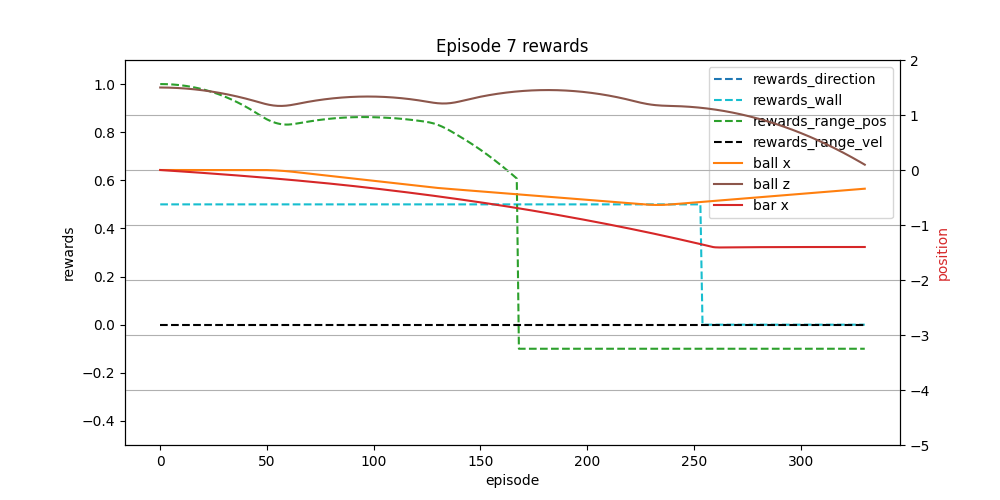 Episode 7 rewards
rewards
1.0
0.8
0.6
0.4
0.2
0.0
−0.2
−0.4
rewards_direction
rewards_wall
rewards_range_pos
rewards_range_vel
ball x
ball z
bar x
2
1
0
−1
−2
−3
−4
−5
position
0
50
100
150
200
250
300
episode